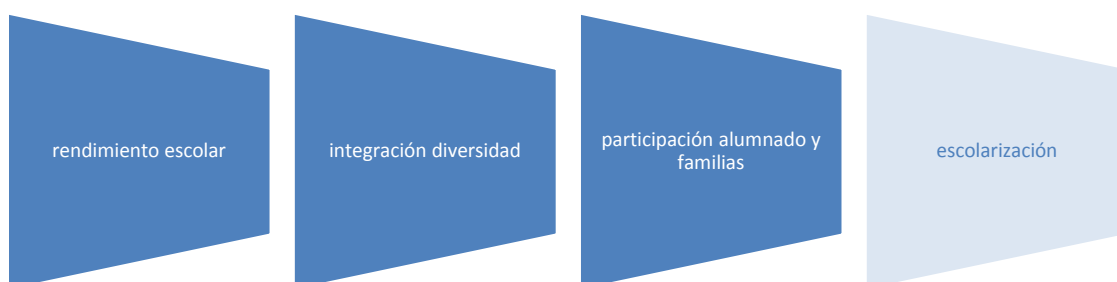 rendimiento escolar
integración diversidad
participación alumnado y
familias
escolarización